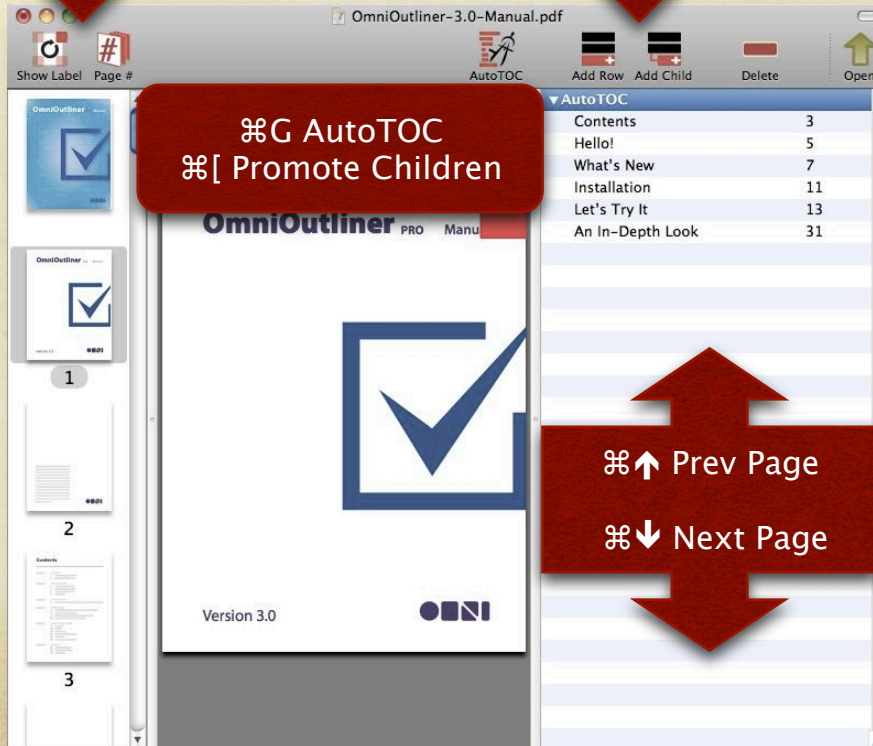 OmniOutliner-3.0-Manual.pdf
Show Label
Page #
AutoTOC
Add Row
Add Child
Delete
Open
OmniOutliner
⌘G AutoTOC
⌘[ Promote Children
▼ AutoTOC
Contents 3
Hello! 5
What's New 7
Installation 11
Let's Try It 13
An In-Depth Look 31
OmniOutliner PRO Manu
OmniOutliner
1
2
Contents
3
⌘↑ Prev Page
⌘↓ Next Page
Version 3.0
OMNI